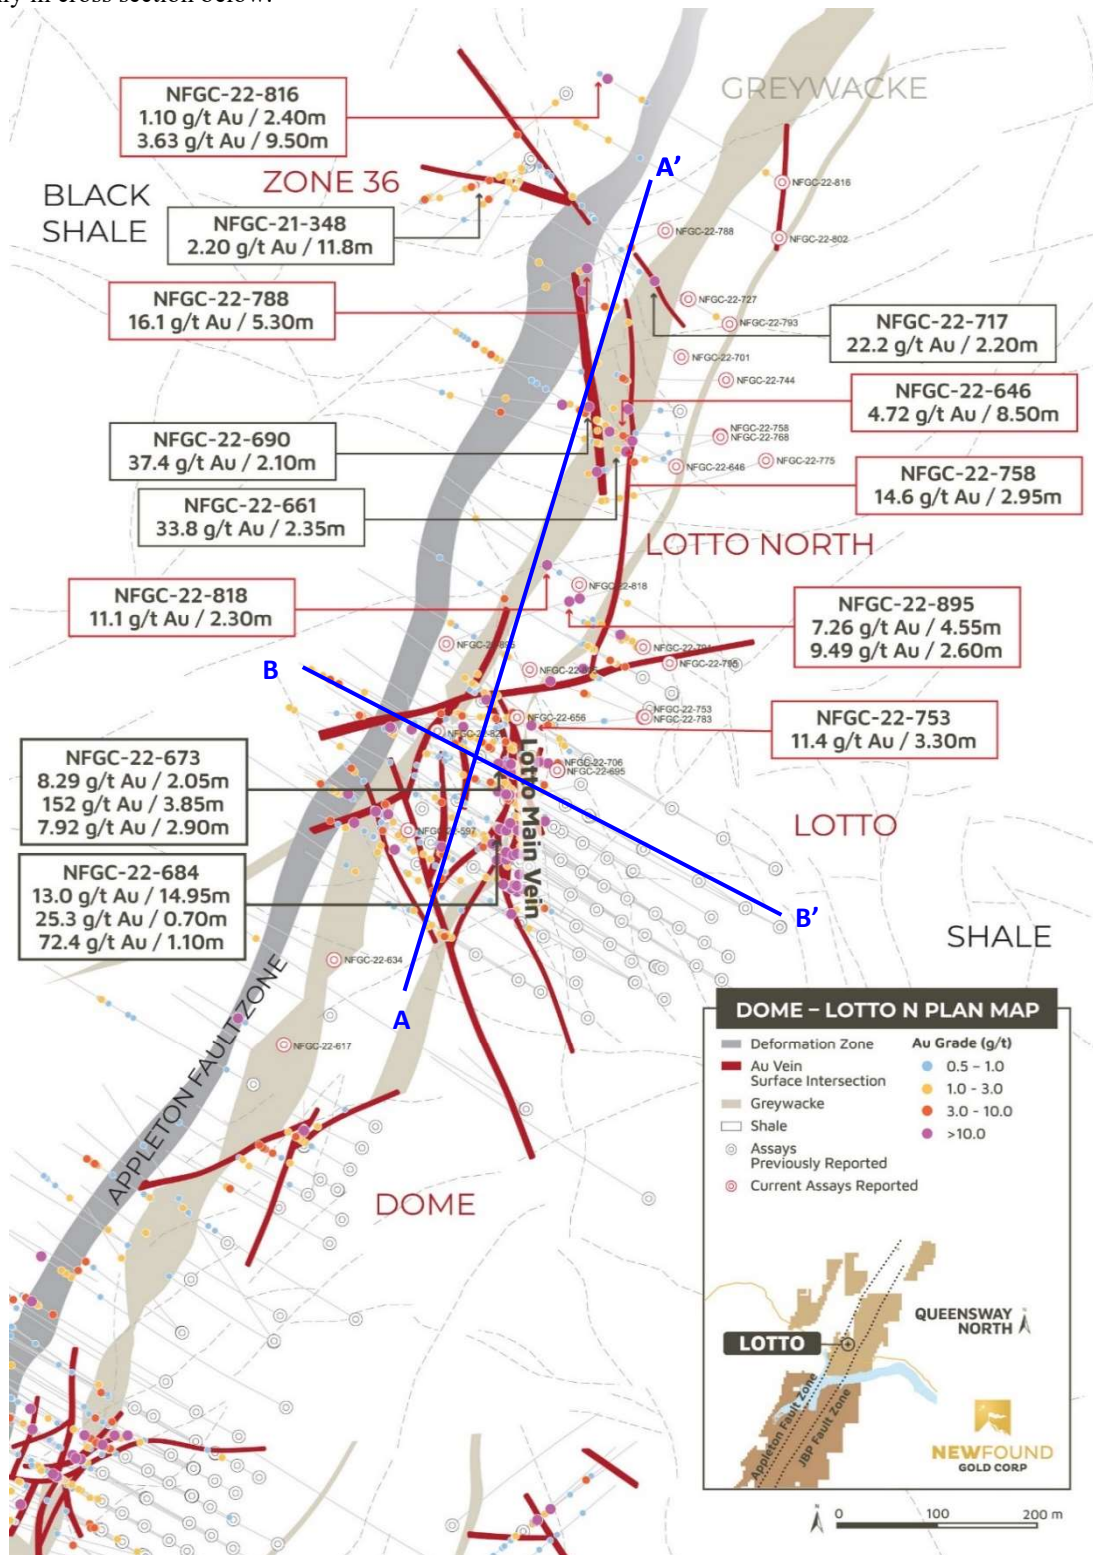 GREYWACKE
NFGC-22-816
1.10 g/t Au / 2.40m
3.63 g/t Au / 9.50m
A’
ZONE 36
BLACK
SHALE
NFGC-22-816
NFGC-21-348
2.20 g/t Au / 11.8m
NFGC-22-788
NFGC-22-802
NFGC-22-788
16.1 g/t Au / 5.30m
NFGC-22-727
NFGC-22-793
NFGC-22-717
22.2 g/t Au / 2.20m
NFGC-22-701
NFGC-22-744
NFGC-22-646
4.72 g/t Au / 8.50m
NFGC-22-690
37.4 g/t Au / 2.10m
NFGC-22-758
NFGC-22-768
NFGC-22-775
NFGC-22-646
NFGC-22-758
14.6 g/t Au / 2.95m
NFGC-22-661
33.8 g/t Au / 2.35m
LOTTO NORTH
NFGC-22-818
NFGC-22-818
11.1 g/t Au / 2.30m
NFGC-22-895
7.26 g/t Au / 4.55m
9.49 g/t Au / 2.60m
B
NFGC-22-753
NFGC-22-783
NFGC-22-656
NFGC-22-753
11.4 g/t Au / 3.30m
NFGC-22-673
8.29 g/t Au / 2.05m
152 g/t Au / 3.85m
7.92 g/t Au / 2.90m
NFGC-22-706
NFGC-22-695
Lotto Main Vein
LOTTO
NFGC-22-597
NFGC-22-684
13.0 g/t Au / 14.95m
25.3 g/t Au / 0.70m
72.4 g/t Au / 1.10m
B’
SHALE
NFGC-22-634
A
NFGC-22-617
APPLETON FAULT ZONE
DOME
DOME – LOTTO N PLAN MAP
Deformation Zone
Au Vein
Surface Intersection
Greywacke
Shale
Assays
Previously Reported
Current Assays Reported
Au Grade (g/t)
0.5 – 1.0
1.0 - 3.0
3.0 - 10.0
>10.0
QUEENSWAY
NORTH
LOTTO
Appleton Fault Zone
JBP Fault Zone
NEWFOUND
GOLD CORP
N
0 100 200 m